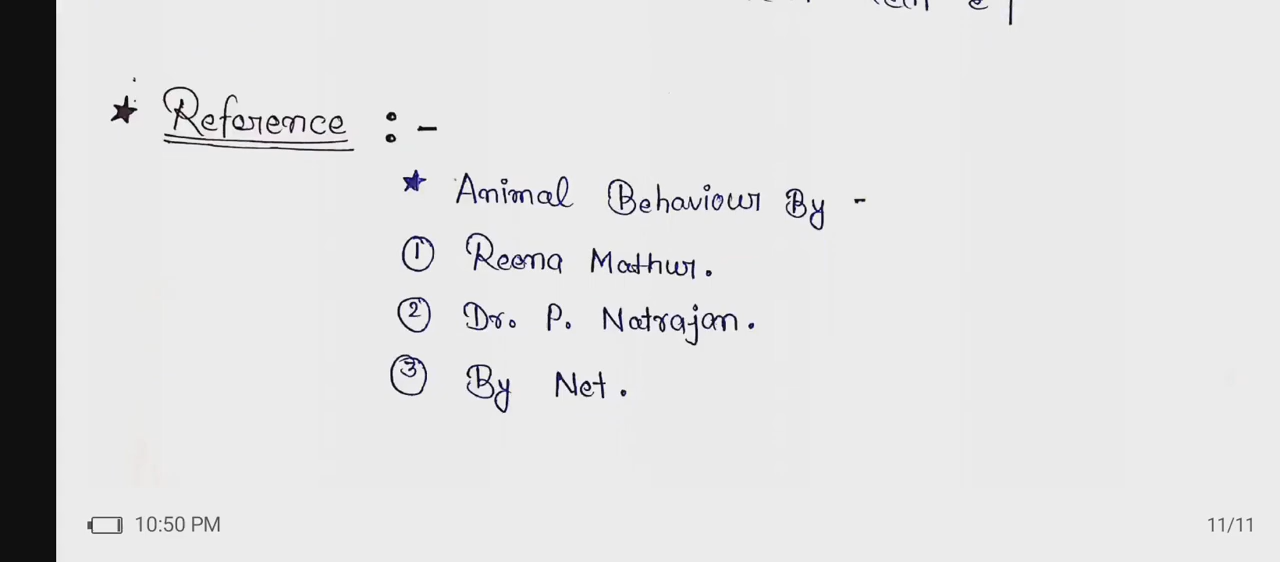 ★ Reference :-
★ Animal Behaviour By -
① Reena Mathur.
② Dr. P. Natrajan.
③ By Net.
10:50 PM
11/11